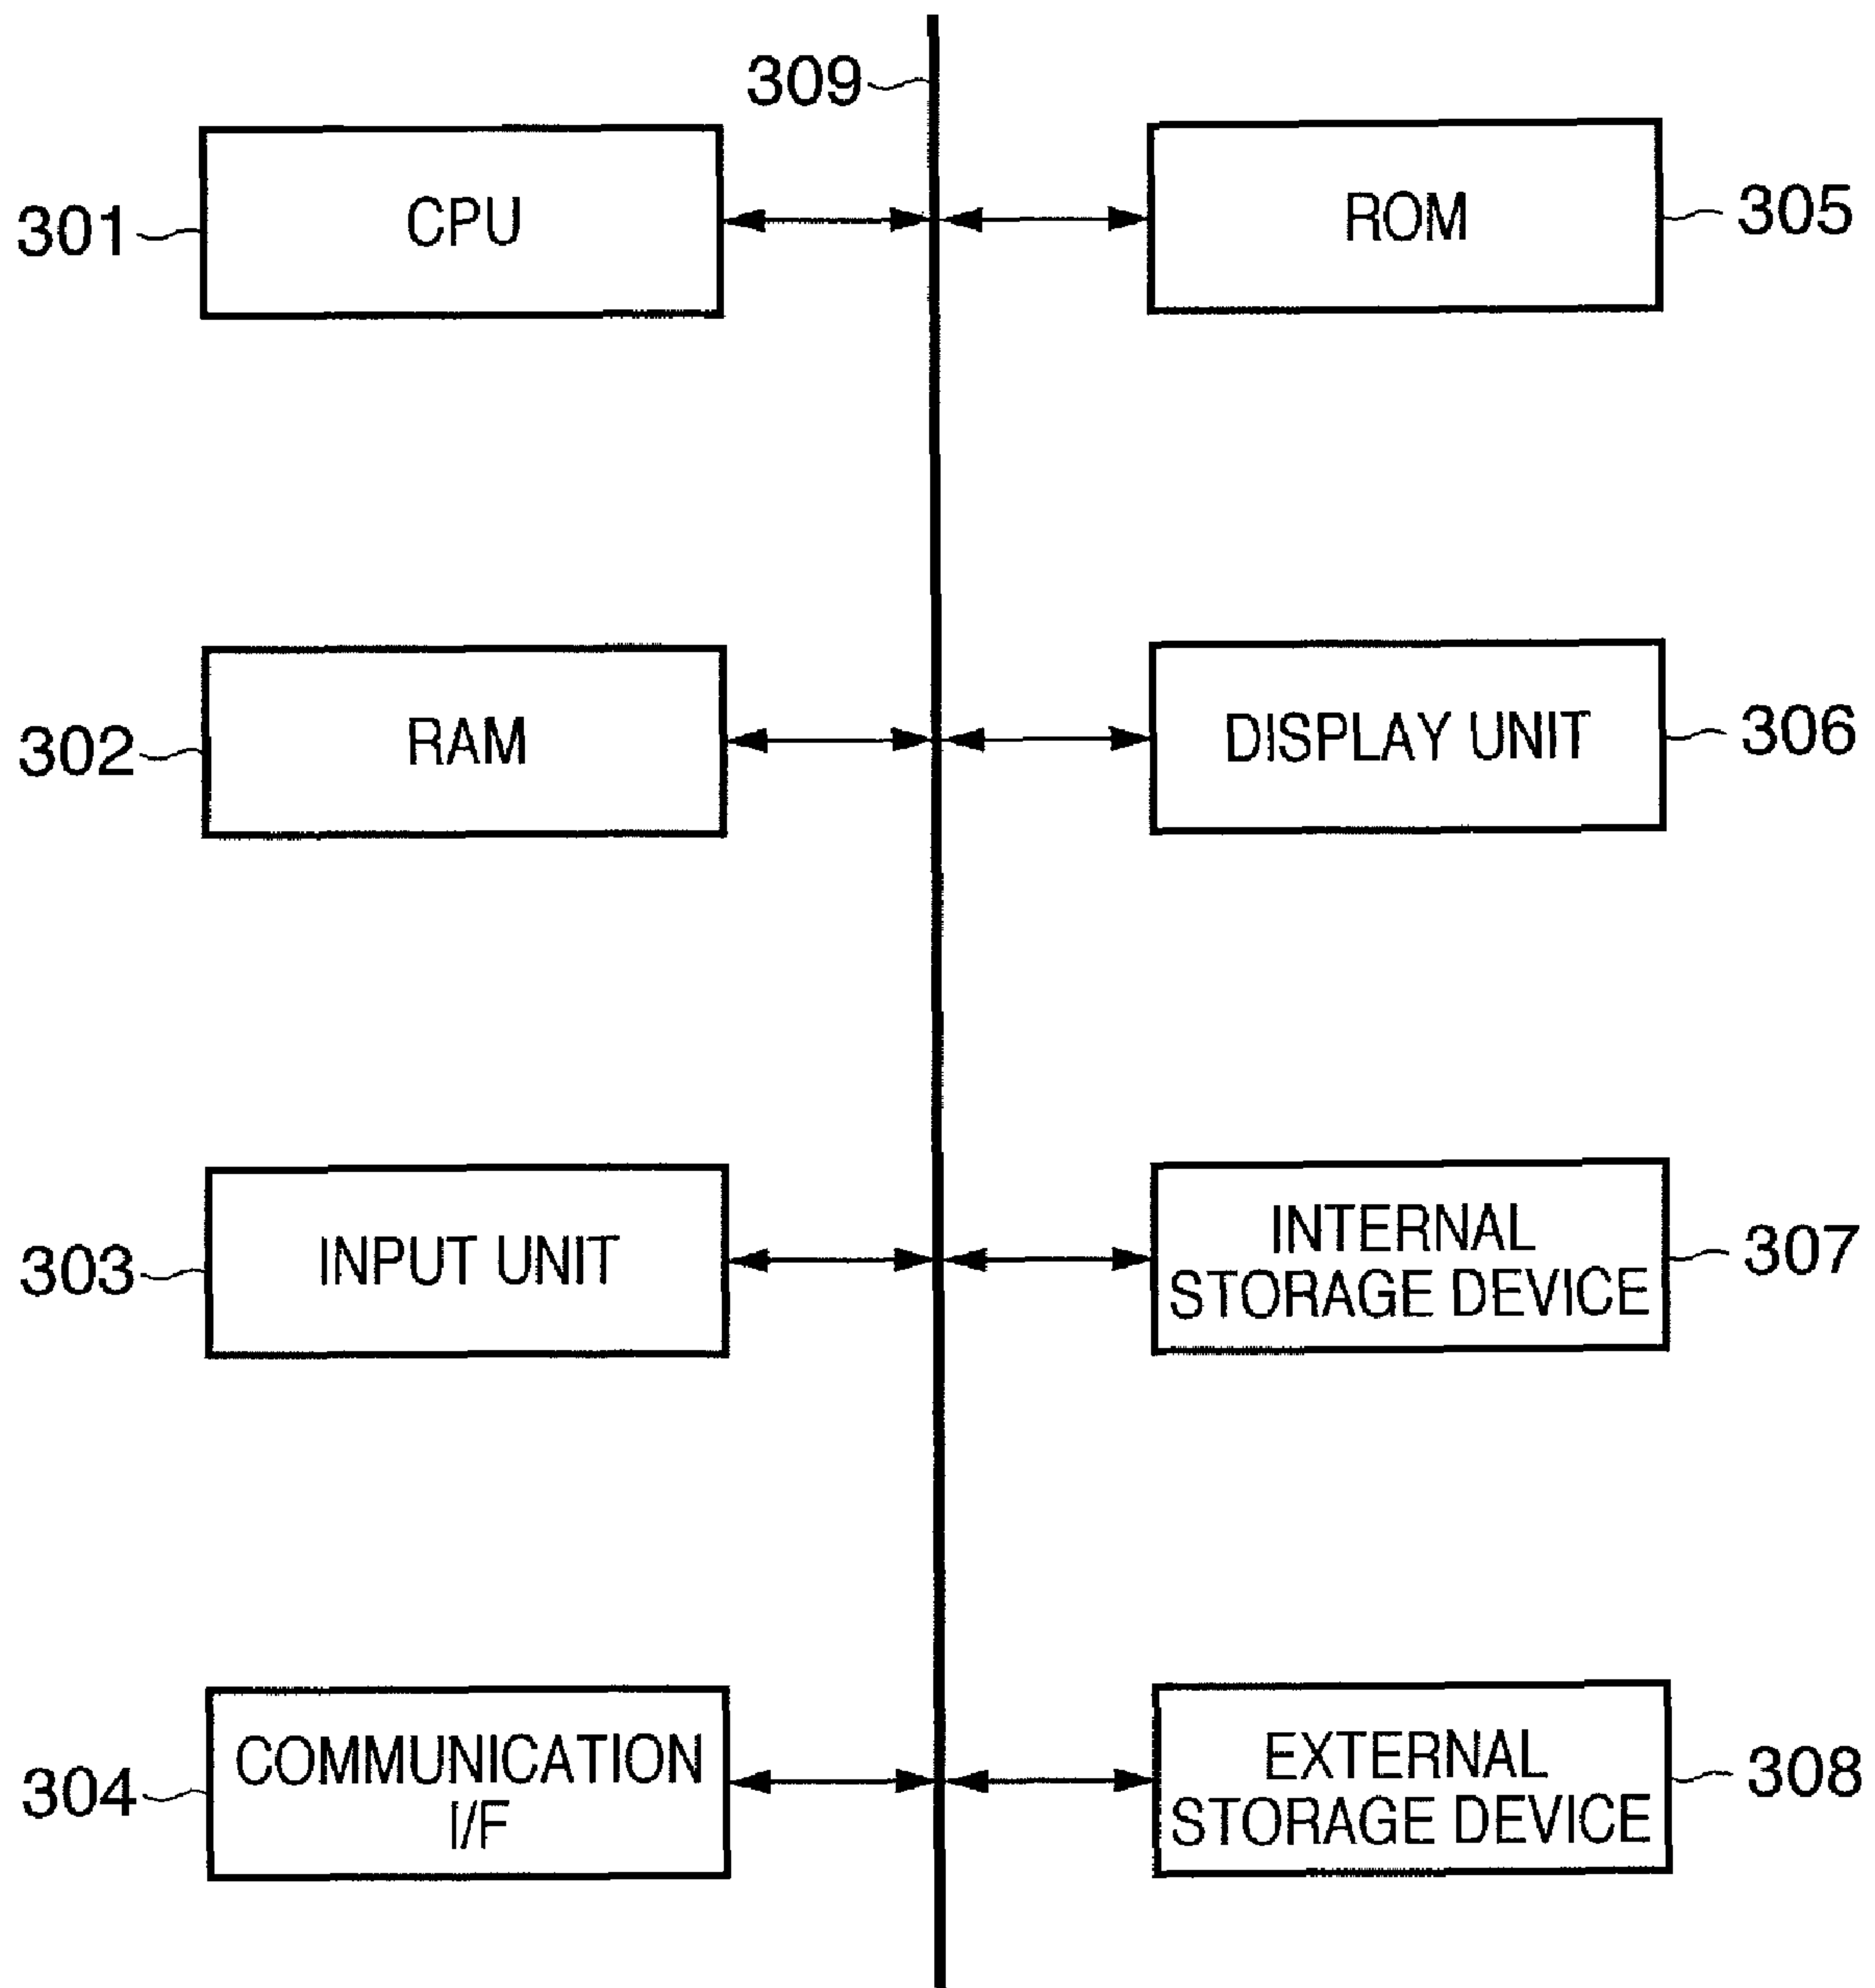 309
301
CPU
ROM
305
302
RAM
DISPLAY UNIT
306
303
INPUT UNIT
INTERNAL
STORAGE DEVICE
307
304
COMMUNICATION
I/F
EXTERNAL
STORAGE DEVICE
308